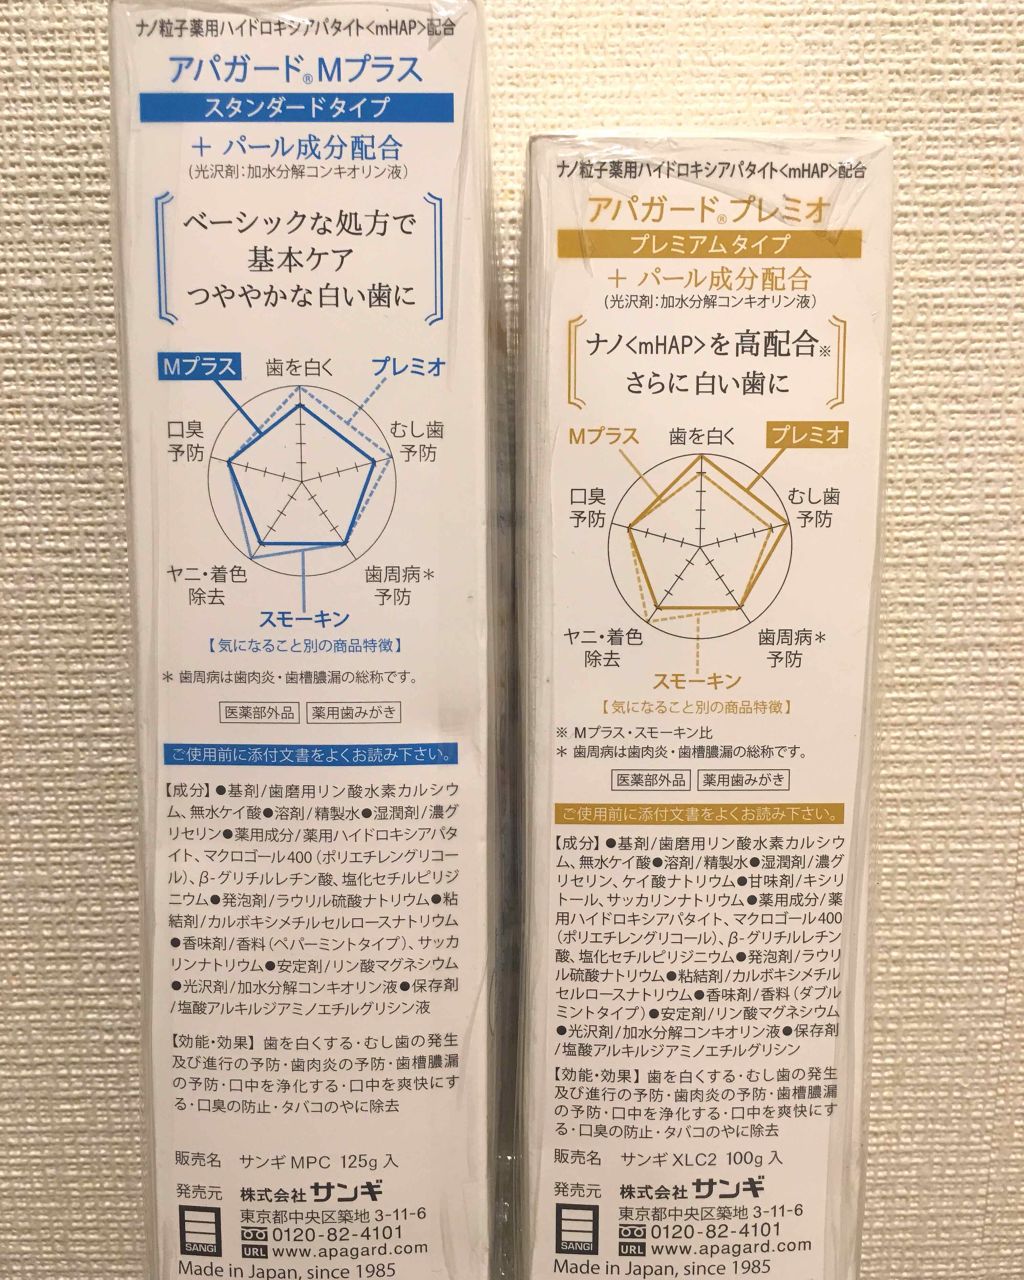 ナノ粒子薬用ハイドロキシアパタイト<mHAP>配合
アパガード®Mプラス
スタンダードタイプ
＋ パール成分配合
(光沢剤:加水分解コンキオリン液)
ベーシックな処方で
基本ケア
つややかな白い歯に
Mプラス
歯を白く
プレミオ
口臭
予防
むし歯
予防
ヤニ・着色
除去
歯周病＊
予防
スモーキン
【気になること別の商品特徴】
＊ 歯周病は歯肉炎・歯槽膿漏の総称です。
医薬部外品 薬用歯みがき
ご使用前に添付文書をよくお読み下さい。
【成分】●基剤/歯磨用リン酸水素カルシウ
ム、無水ケイ酸●溶剤/精製水●湿潤剤/濃グ
リセリン●薬用成分/薬用ハイドロキシアパタ
イト、マクロゴール400（ポリエチレングリコー
ル）、β-グリチルレチン酸、塩化セチルピリジ
ニウム●発泡剤/ラウリル硫酸ナトリウム●粘
結剤/カルボキシメチルセルロースナトリウム
●香味剤/香料（ペパーミントタイプ）、サッカ
リンナトリウム●安定剤/リン酸マグネシウム
●光沢剤/加水分解コンキオリン液●保存剤
/塩酸アルキルジアミノエチルグリシン液
【効能・効果】歯を白くする・むし歯の発生
及び進行の予防・歯肉炎の予防・歯槽膿漏
の予防・口中を浄化する・口中を爽快にす
る・口臭の防止・タバコのやに除去
販売名 サンギ MPC 125g 入
発売元 株式会社 サンギ
東京都中央区築地 3-11-6
0120-82-4101
SANGI
URL www.apagard.com/
Made in Japan, since 1985
ナノ粒子薬用ハイドロキシアパタイト<mHAP>配合
アパガード®プレミオ
プレミアムタイプ
＋ パール成分配合
(光沢剤:加水分解コンキオリン液)
ナノ<mHAP>を高配合※
さらに白い歯に
Mプラス
歯を白く
プレミオ
口臭
予防
むし歯
予防
ヤニ・着色
除去
歯周病＊
予防
スモーキン
【気になること別の商品特徴】
※ Mプラス・スモーキン比
＊ 歯周病は歯肉炎・歯槽膿漏の総称です。
医薬部外品 薬用歯みがき
ご使用前に添付文書をよくお読み下さい。
【成分】●基剤/歯磨用リン酸水素カルシウ
ム、無水ケイ酸●溶剤/精製水●湿潤剤/濃グ
リセリン、ケイ酸ナトリウム●甘味剤/キシリ
トール、サッカリンナトリウム●薬用成分/薬
用ハイドロキシアパタイト、マクロゴール400
（ポリエチレングリコール）、β-グリチルレチン
酸、塩化セチルピリジニウム●発泡剤/ラウリ
ル硫酸ナトリウム●粘結剤/カルボキシメチル
セルロースナトリウム●香味剤/香料（ダブル
ミントタイプ）●安定剤/リン酸マグネシウム
●光沢剤/加水分解コンキオリン液●保存剤
/塩酸アルキルジアミノエチルグリシン
【効能・効果】歯を白くする・むし歯の発生
及び進行の予防・歯肉炎の予防・歯槽膿漏
の予防・口中を浄化する・口中を爽快にす
る・口臭の防止・タバコのやに除去
販売名 サンギ XLC2 100g 入
発売元 株式会社 サンギ
東京都中央区築地 3-11-6
0120-82-4101
SANGI
URL www.apagard.com
Made in Japan, since 1985